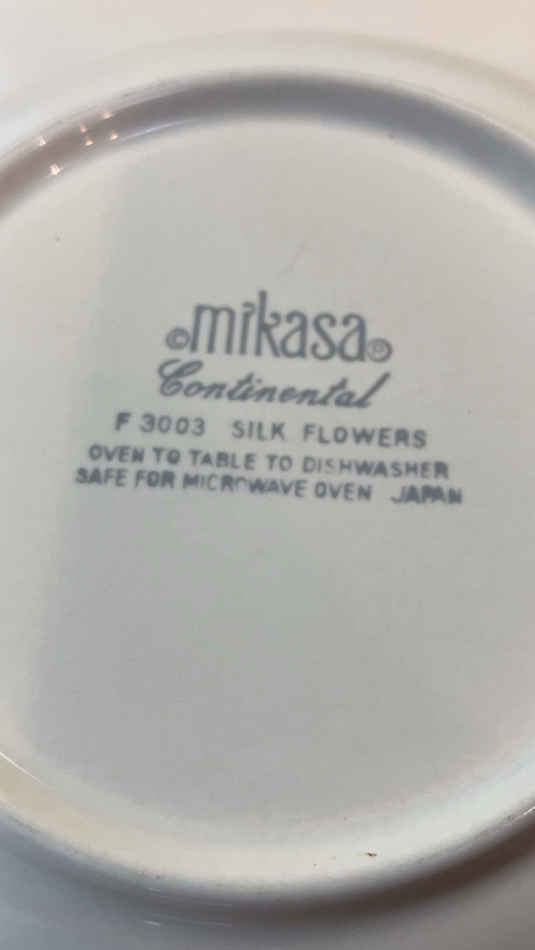 ©mikasa®
Continental
F 3003 SILK FLOWERS
OVEN TO TABLE TO DISHWASHER
SAFE FOR MICROWAVE OVEN JAPAN